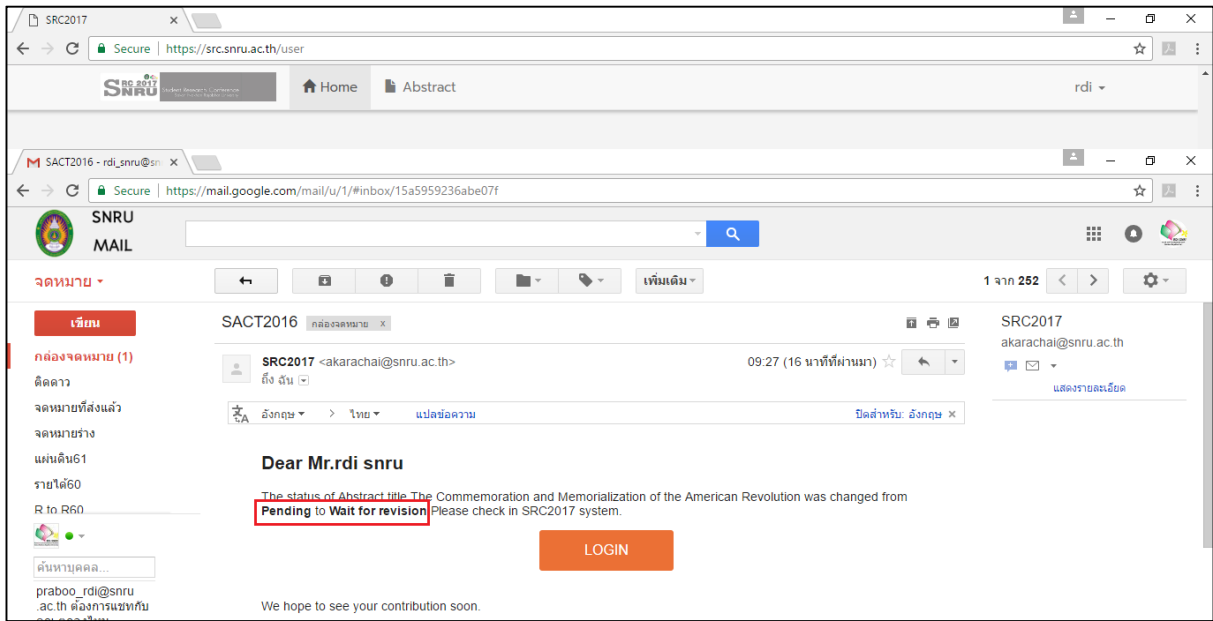 SRC2017 x
Secure | https://src.snru.ac.th/user
SRC 2017
SNRU
Home Abstract rdi
SACT2016 - rdi_snru@sn x
Secure | https://mail.google.com/mail/u/1/#inbox/15a5959236abe07f
SNRU
MAIL
จดหมาย เพิ่มเติม 1 จาก 252
เขียน
กล่องจดหมาย (1)
ติดดาว
จดหมายที่ส่งแล้ว
จดหมายร่าง
แผ่นดิน61
รายได้60
R to R60
ค้นหาบุคคล...
praboo_rdi@snru
.ac.th ต้องการแชทกับ
SACT2016 กล่องจดหมาย x
SRC2017 <akarachai@snru.ac.th> 09:27 (16 นาทีที่ผ่านมา)
ถึง ฉัน
อังกฤษ > ไทย แปลข้อความ ปิดสำหรับ: อังกฤษ x
Dear Mr.rdi snru
The status of Abstract title The Commemoration and Memorialization of the American Revolution was changed from
Pending to Wait for revision Please check in SRC2017 system.
LOGIN
We hope to see your contribution soon.
SRC2017
akarachai@snru.ac.th
แสดงรายละเอียด